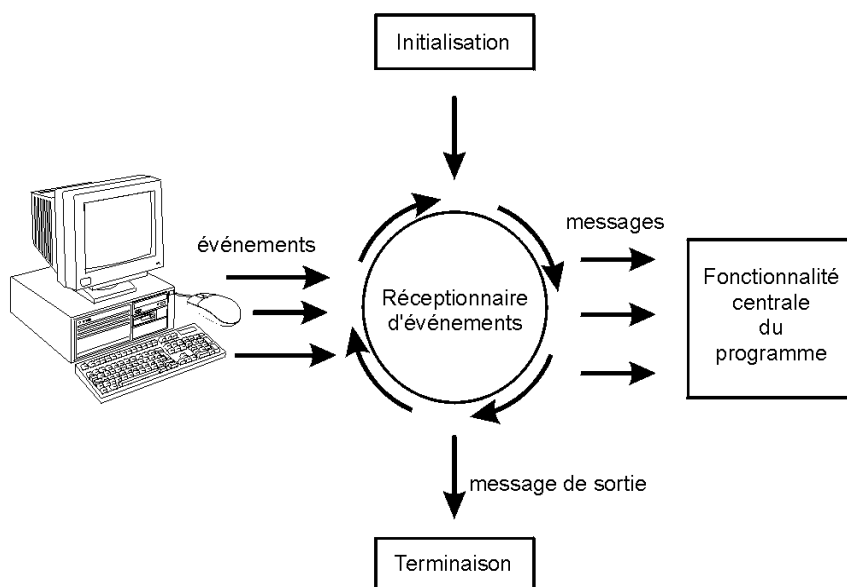 Initialisation
événements
messages
Réceptionnaire
d'événements
Fonctionnalité
centrale
du
programme
message de sortie
Terminaison